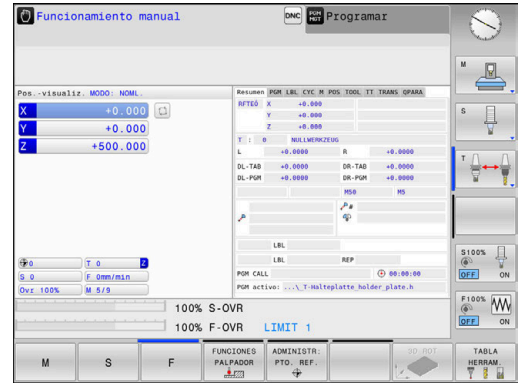 Funcionamiento manual
DNC
PGM MGT
Programar
Pos.-visualiz. MODO: NOML.
X +0.000
Y +0.000
Z +500.000
0
T 0
Z
S 0
F 0mm/min
Ovr 100%
M 5/9
Resumen PGM LBL CYC M POS TOOL TT TRANS QPARA
X +0.000
Y +0.000
Z +0.000
T : 0 NULLWERKZEUG
L +0.0000 R +0.0000
DL-TAB +0.0000 DR-TAB +0.0000
DL-PGM +0.0000 DR-PGM +0.0000
M50 M5
P#
LBL
LBL REP
PGM CALL 00:00:00
PGM activo: ...\_T-Halteplatte_holder_plate.h
100% S-OVR
100% F-OVR LIMIT 1
M
S
T
S100%
OFF ON
F100%
OFF ON
M
S
F
FUNCIONES
PALPADOR
ADMINISTR:
PTO. REF.
3D ROT
TABLA
HERRAM.